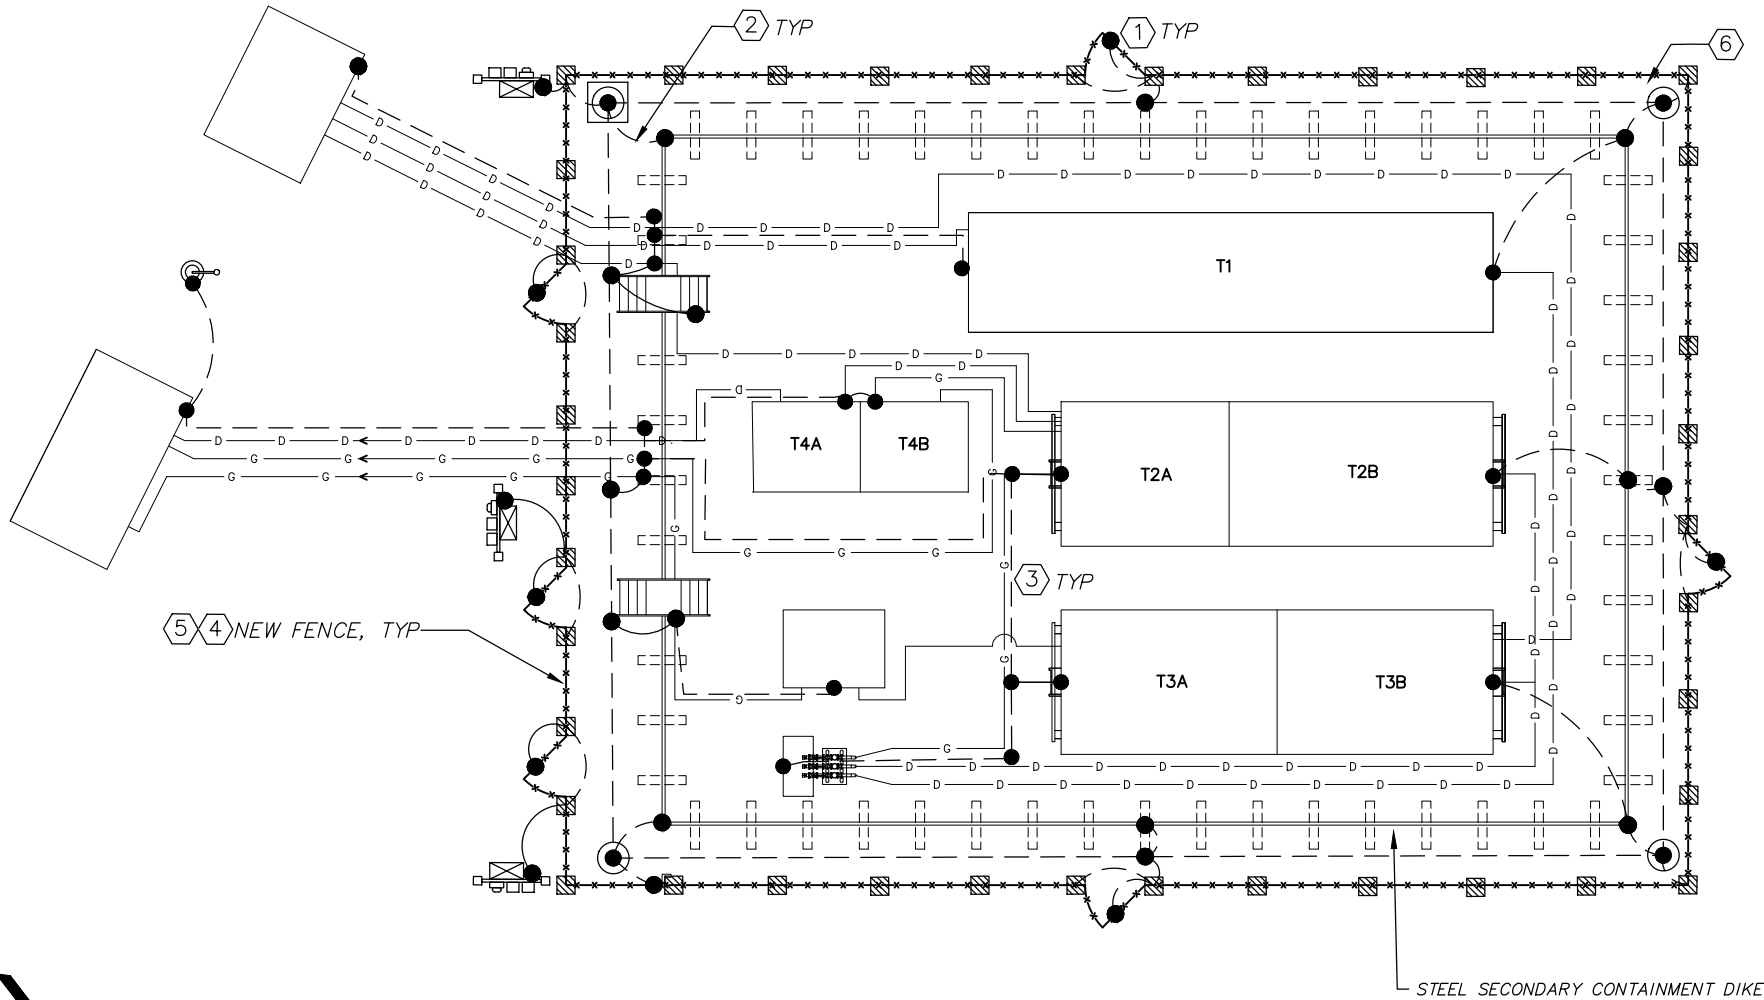 2 TYP
1 TYP
6
D D D D D D D D D
D D D D D
D D D D D
D D D D
D D D D
T1
D D D D D
D D D
G
D
T4A T4B
T2A T2B
D D D D D D D D
G G G G G
G G G G G
G G G
3 TYP
5 4 NEW FENCE, TYP
T3A T3B
G
G
D D D D D D D D D
D D D D D D D D D D
STEEL SECONDARY CONTAINMENT DIKE